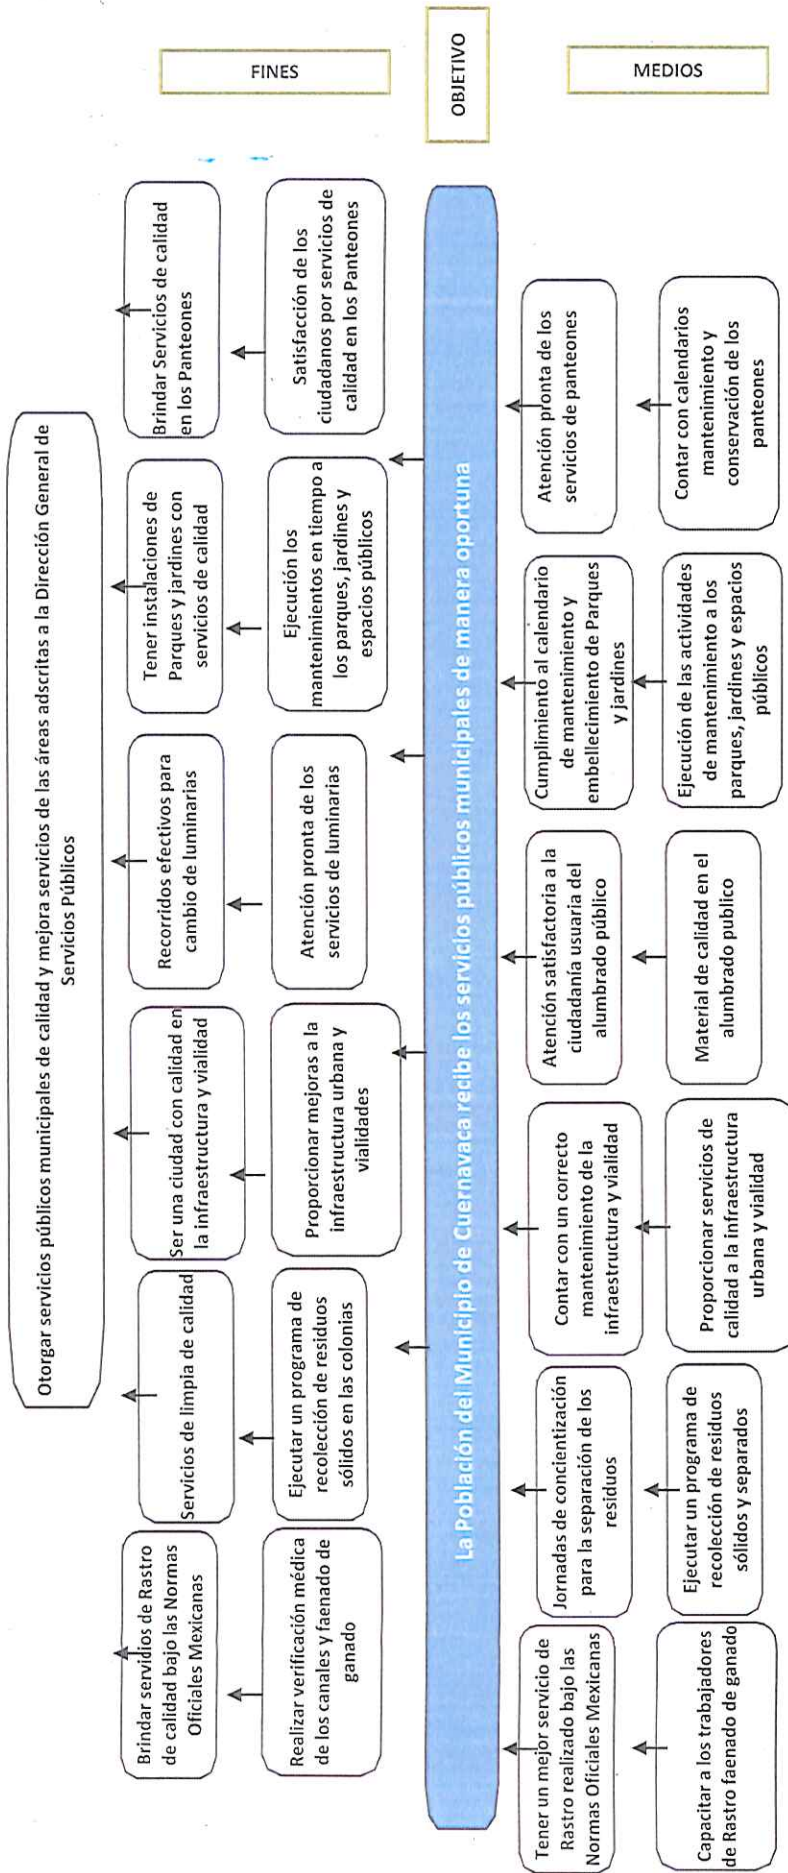 Otorgar servicios públicos municipales de calidad y mejora servicios de las áreas adscritas a la Dirección General de
Servicios Públicos
FINES
Brindar servidios de Rastro
de calidad bajo las Normas
Oficiales Mexicanas
Servicios de limpia de calidad
Ser una ciudad con calidad en
la infraestructura y vialidad
Recorridos efectivos para
cambio de luminarias
Tener instalaciones de
Parques y jardines con
servicios de calidad
Brindar Servicios de calidad
en los Panteones
Realizar verificación médica
de los canales y faenado de
ganado
Ejecutar un programa de
recolección de residuos
sólidos en las colonias
Proporcionar mejoras a la
infraestructura urbana y
vialidades
Atención pronta de los
servicios de luminarias
Ejecución los
mantenimientos en tiempo a
los parques, jardines y
espacios públicos
Satisfacción de los
ciudadanos por servicios de
calidad en los Panteones
La Población del Municipio de Cuernavaca recibe los servicios públicos municipales de manera oportuna
OBJETIVO
Tener un mejor servicio de
Rastro realizado bajo las
Normas Oficiales Mexicanas
Jornadas de concientización
para la separación de los
residuos
Contar con un correcto
mantenimiento de la
infraestructura y vialidad
Atención satisfactoria a la
ciudadanía usuaria del
alumbrado público
Cumplimiento al calendario
de mantenimiento y
embellecimiento de Parques
y jardines
Atención pronta de los
servicios de panteones
MEDIOS
Capacitar a los trabajadores
de Rastro faenado de ganado
Ejecutar un programa de
recolección de residuos
sólidos y separados
Proporcionar servicios de
calidad a la infraestructura
urbana y vialidad
Material de calidad en el
alumbrado publico
Ejecución de las actividades
de mantenimiento a los
parques, jardines y espacios
públicos
Contar con calendarios
mantenimiento y
conservación de los
panteones